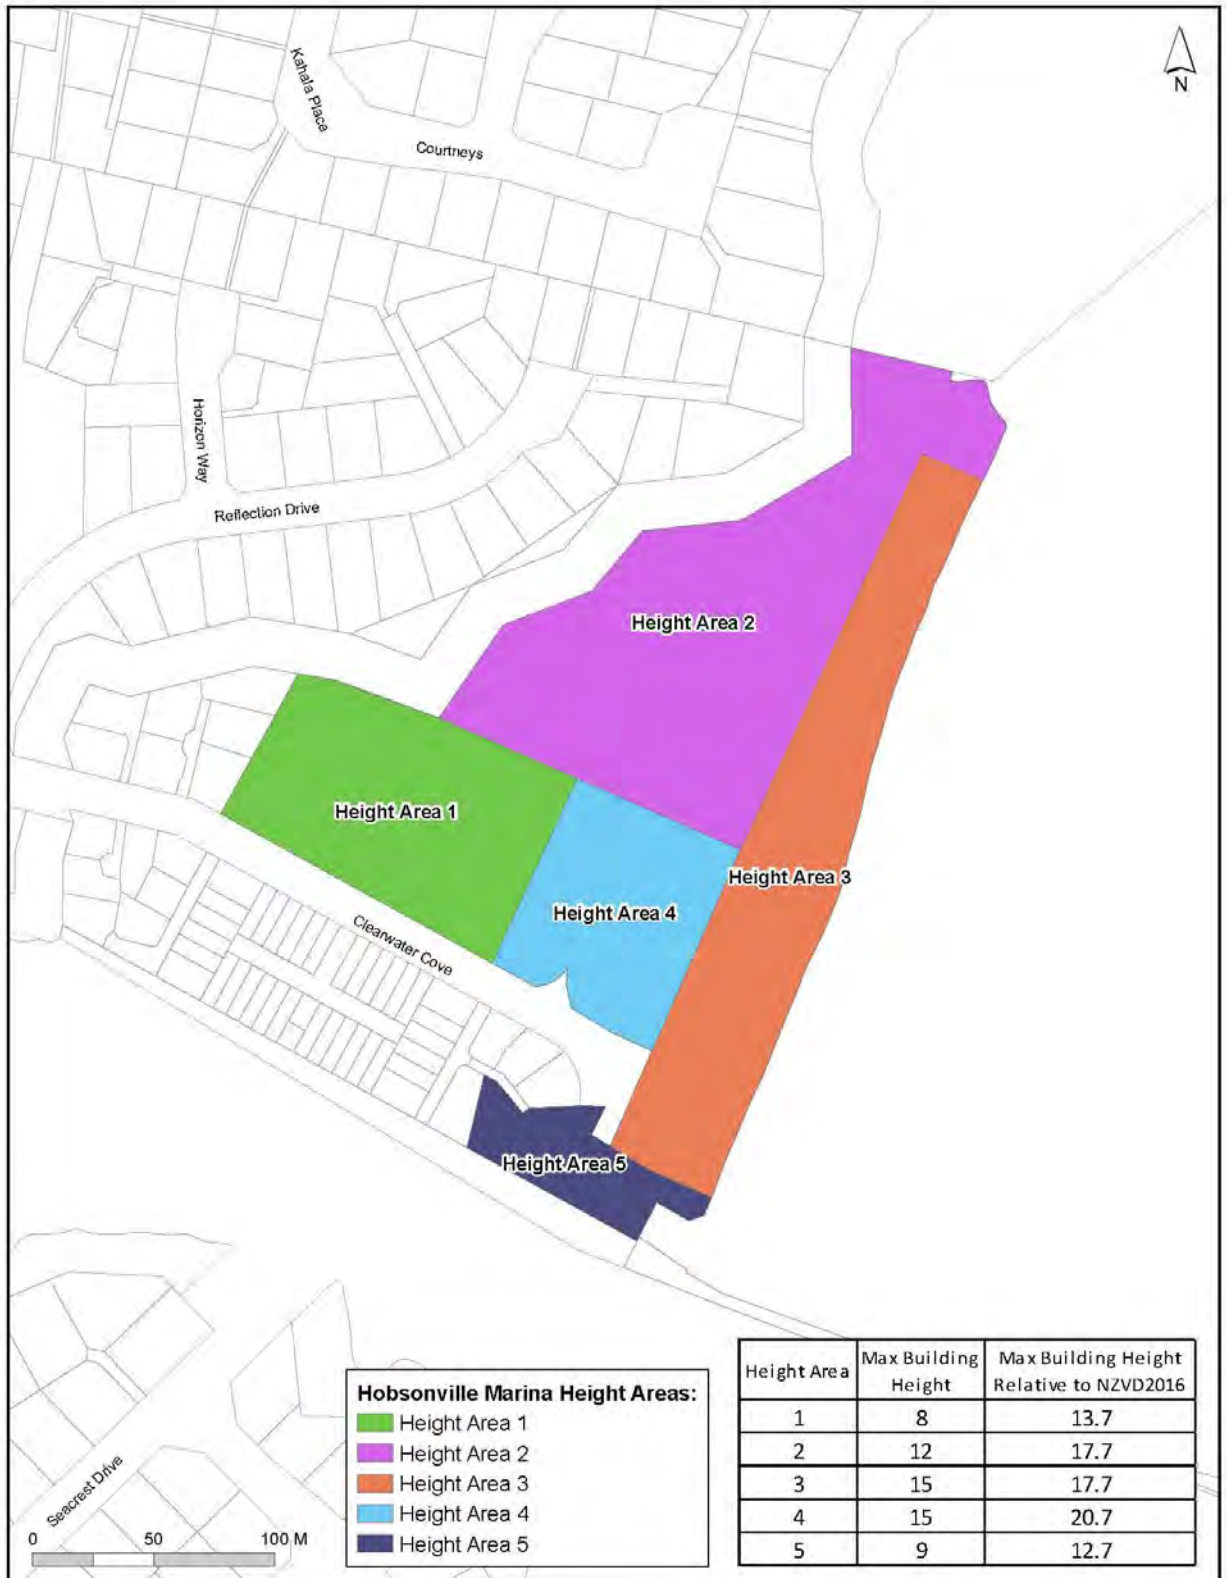 N
Kahala Place
Courtneys
Horizon Way
Reflection Drive
Height Area 2
Height Area 1
Height Area 3
Height Area 4
Clearwater Cove
Height Area 5
Seacrest Drive
0 50 100 M
Hobsonville Marina Height Areas:
Height Area 1
Height Area 2
Height Area 3
Height Area 4
Height Area 5
Height Area Max Building Height Max Building Height Relative to NZVD2016
1 8 13.7
2 12 17.7
3 15 17.7
4 15 20.7
5 9 12.7